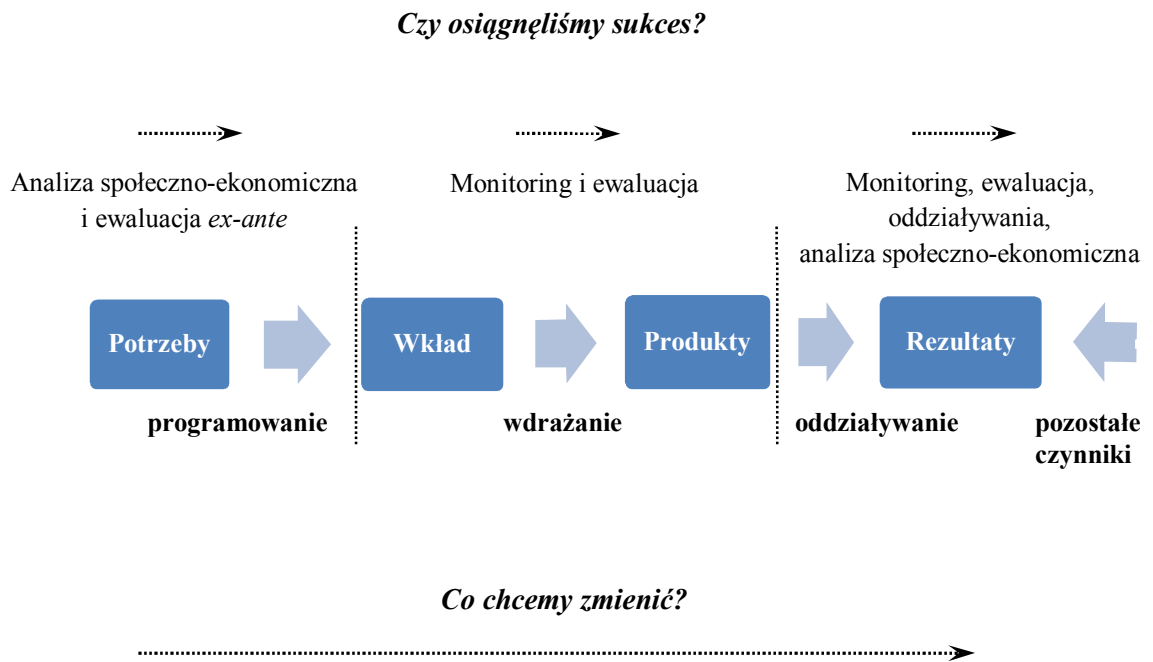 Czy osiągnęliśmy sukces?
Analiza społeczno-ekonomiczna
i ewaluacja ex-ante
Monitoring i ewaluacja
Monitoring, ewaluacja,
oddziaływania,
analiza społeczno-ekonomiczna
Potrzeby
Wkład
Produkty
Rezultaty
programowanie
wdrażanie
oddziaływanie
pozostałe
czynniki
Co chcemy zmienić?